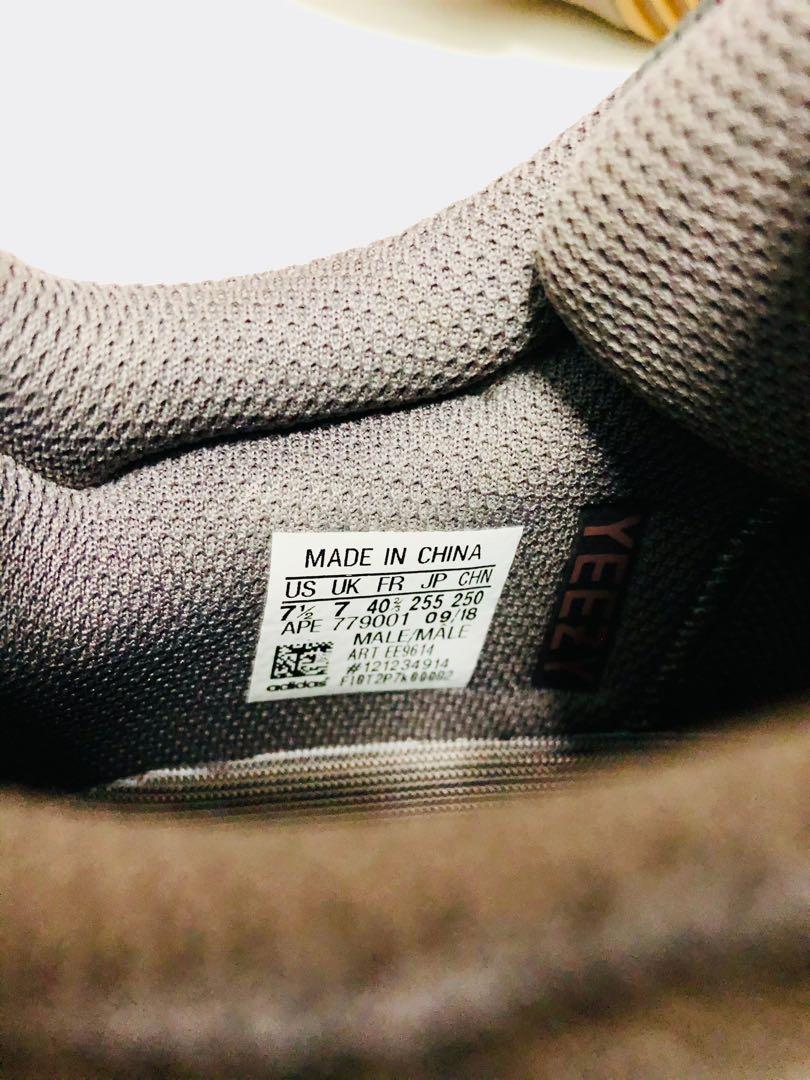 MADE IN CHINA
US UK FR JP CHN
7½ 7 40⅔ 255 250
APE 779001 09/18
MALE/MALE
ART EE9614
#121234914
adidas
YEEZY